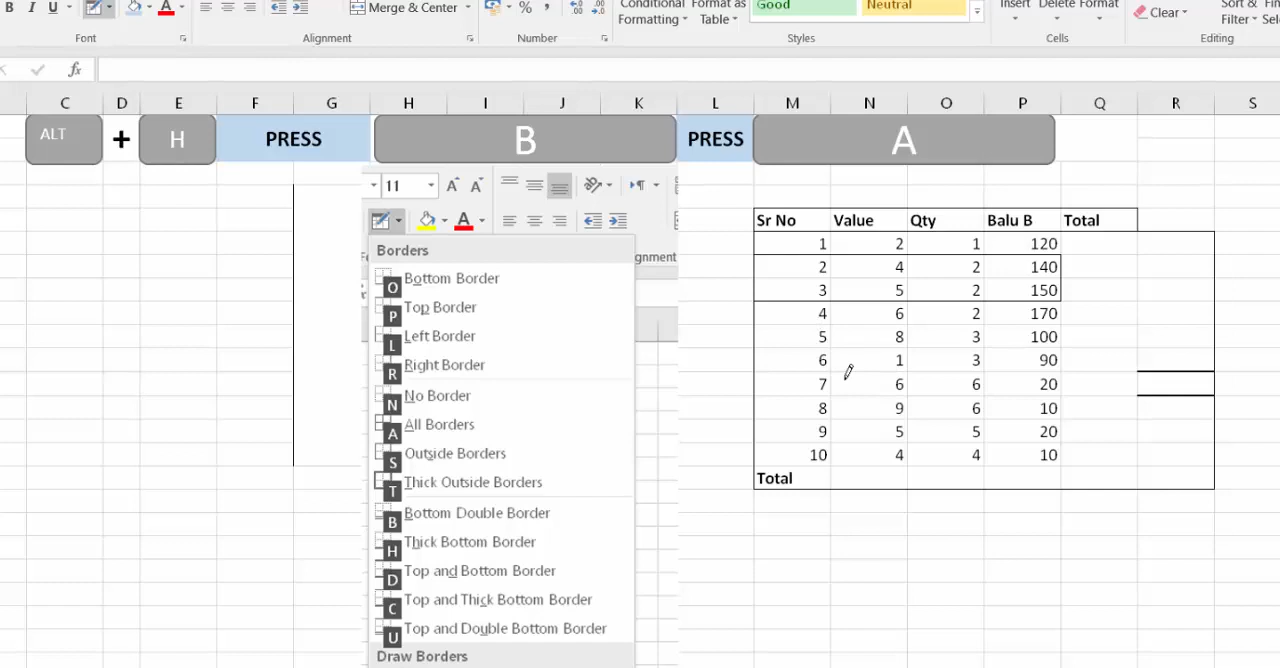 B I U A Merge & Center % , Conditional Format as Good Neutral Insert Delete Format Clear Sort &
Formatting Table Filter
Font Alignment Number Styles Cells Editing
fx
C D E F G H I J K L M N O P Q R S
ALT + H PRESS B PRESS A
11 A A
A
Borders
O Bottom Border
P Top Border
L Left Border
R Right Border
N No Border
A All Borders
S Outside Borders
T Thick Outside Borders
B Bottom Double Border
H Thick Bottom Border
D Top and Bottom Border
C Top and Thick Bottom Border
U Top and Double Bottom Border
Draw Borders
Sr No Value Qty Balu B Total
1 2 1 120
2 4 2 140
3 5 2 150
4 6 2 170
5 8 3 100
6 1 3 90
7 6 6 20
8 9 6 10
9 5 5 20
10 4 4 10
Total